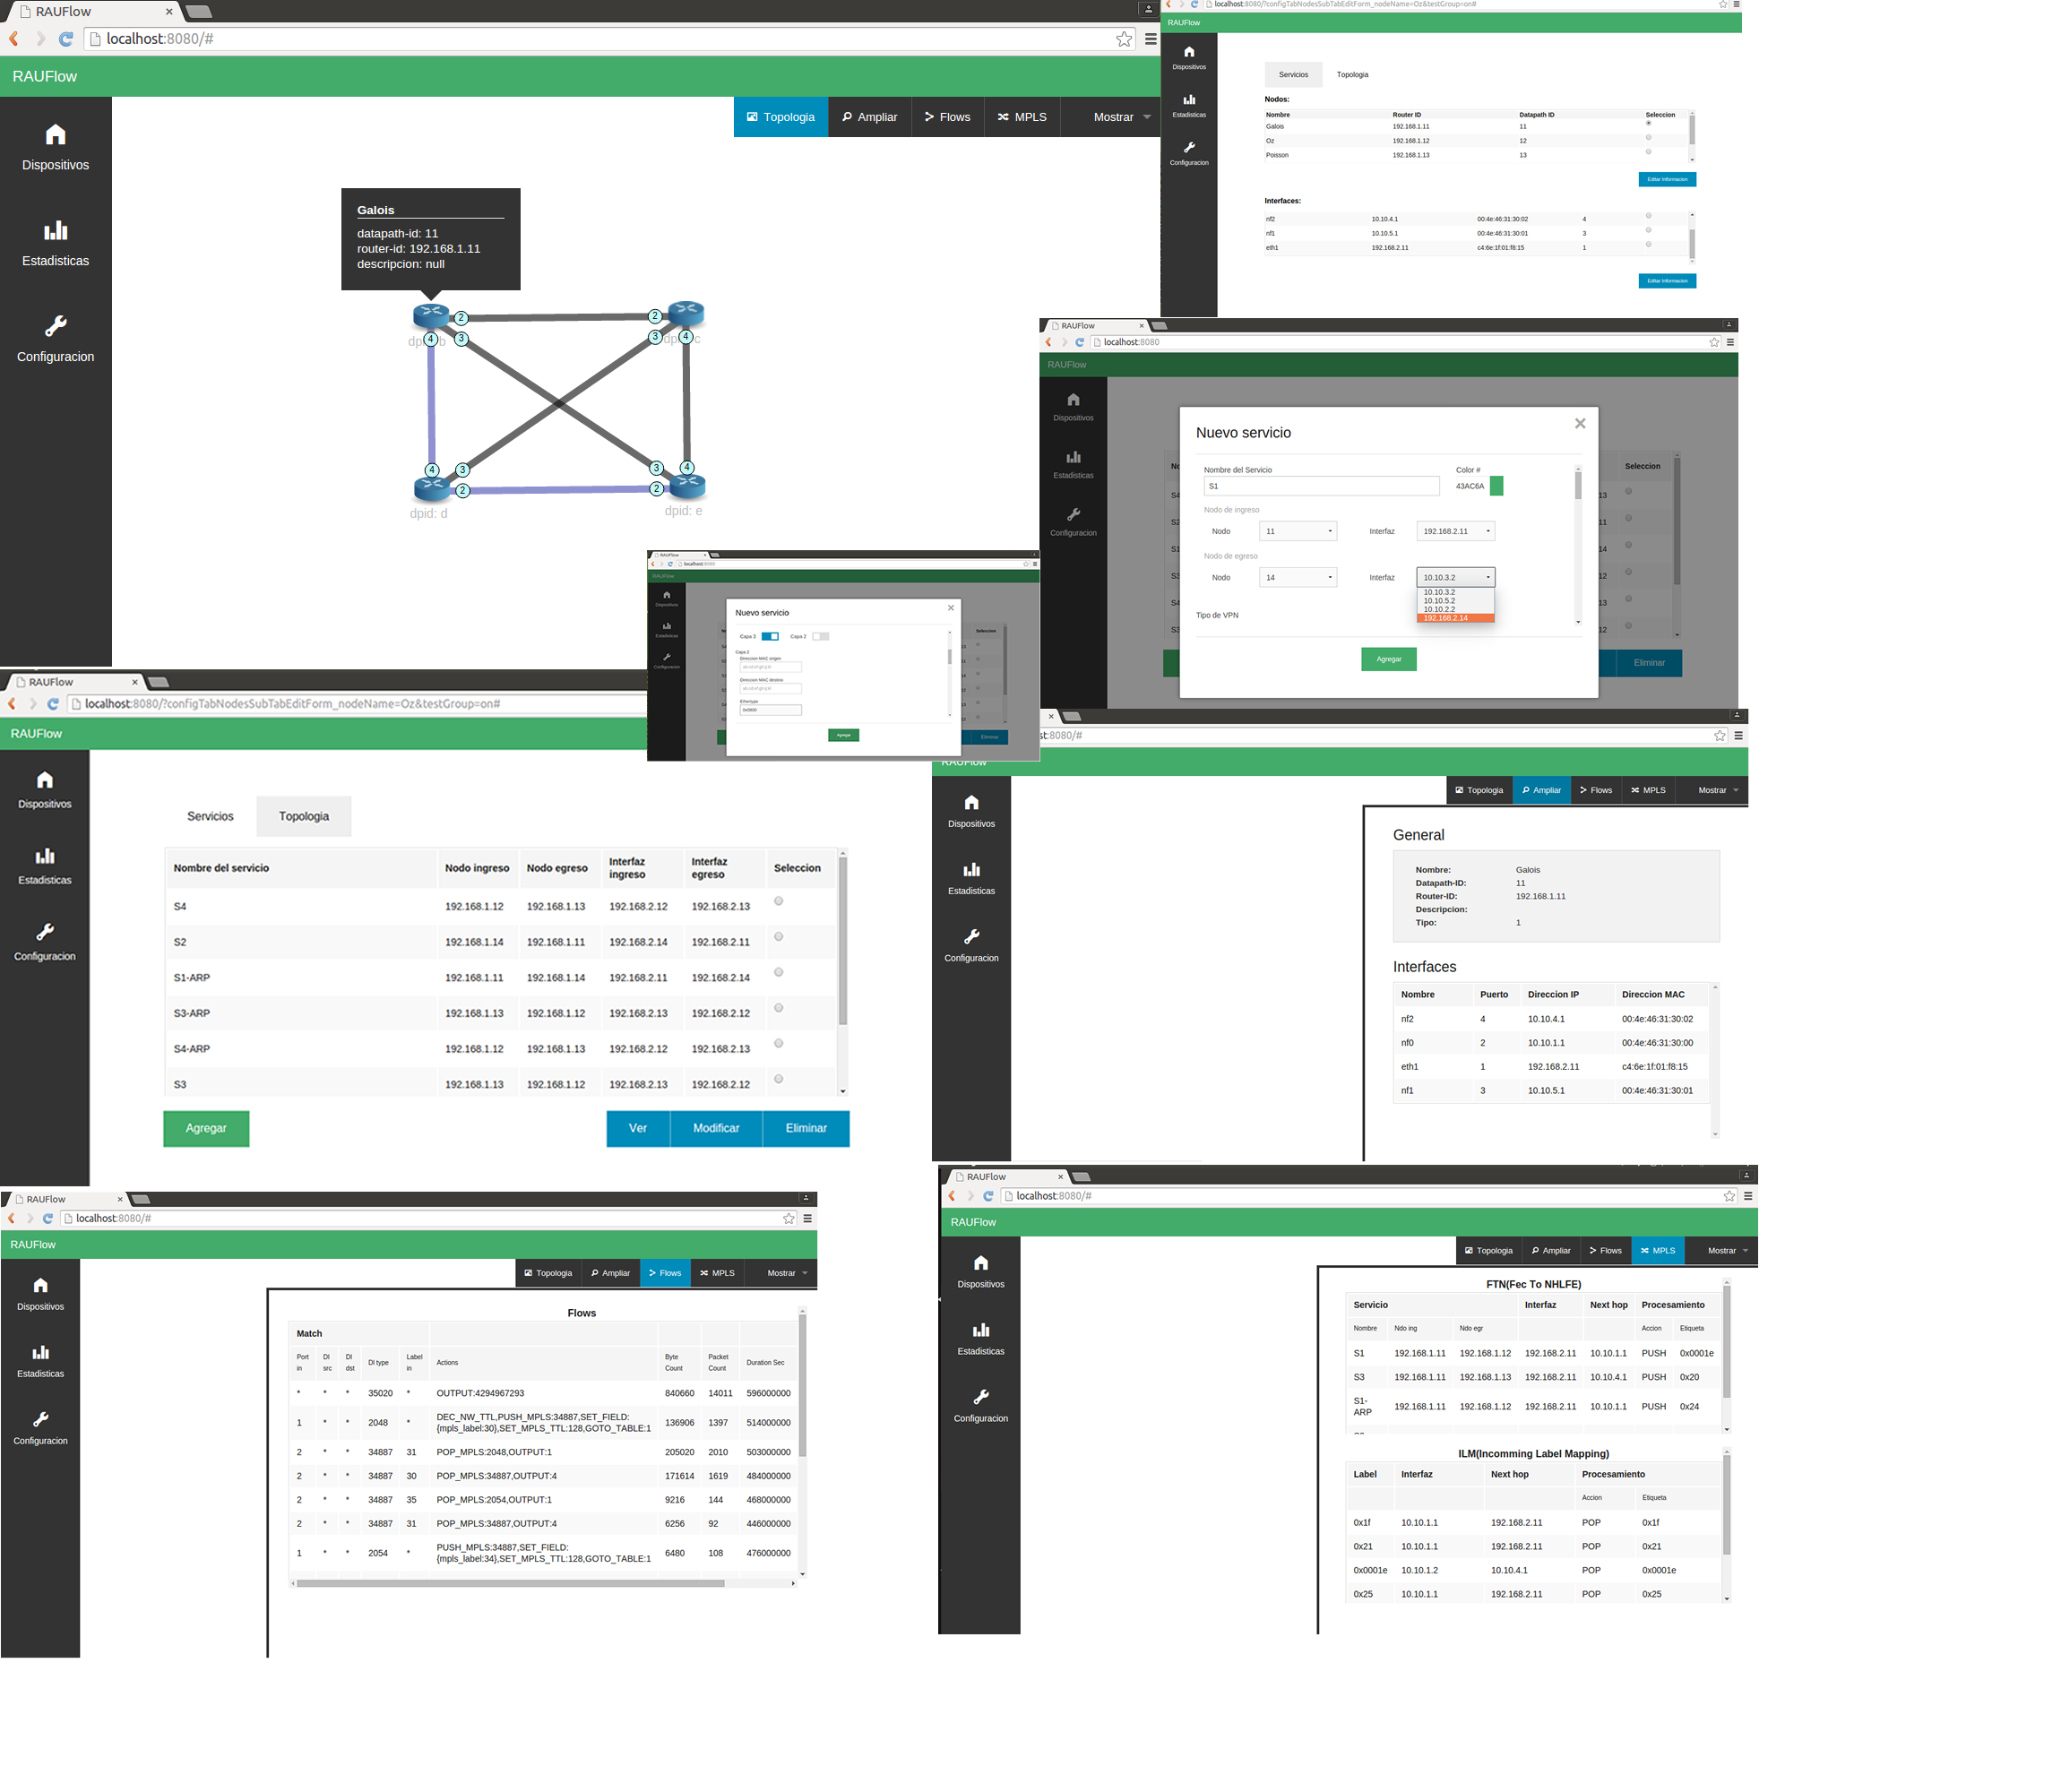 RAUFlow
localhost:8080/#
RAUFlow
Dispositivos
Estadisticas
Configuracion
Topologia Ampliar Flows MPLS Mostrar
Galois
datapath-id: 11
router-id: 192.168.1.11
descripcion: null
2 2
4 3 3 4
4 3 3 4
2 2
dpid: d dpid: e
localhost:8080/?configTabNodesSubTabEditForm_nodeName=Oz&testGroup=on#
RAUFlow
Dispositivos
Estadisticas
Configuracion
Servicios Topologia
Nodos:
Nombre Router ID Datapath ID Seleccion
Galois 192.168.1.11 11
Oz 192.168.1.12 12
Poisson 192.168.1.13 13
Editar Informacion
Interfaces:
nf2 10.10.4.1 00:4e:46:31:30:02 4
nf1 10.10.5.1 00:4e:46:31:30:01 3
eth1 192.168.2.11 c4:6e:1f:01:f8:15 1
Editar Informacion
RAUFlow
localhost:8080
RAUFlow
Dispositivos
Estadisticas
Configuracion
Seleccion
Nuevo servicio
Nombre del Servicio Color #
S1 43AC6A
Nodo de ingreso
Nodo 11 Interfaz 192.168.2.11
Nodo de egreso
Nodo 14 Interfaz 10.10.3.2
10.10.3.2
10.10.5.2
10.10.2.2
192.168.2.14
Tipo de VPN
Agregar
Eliminar
RAUFlow
localhost:8080
RAUFlow
Dispositivos
Estadisticas
Configuracion
Seleccion
Nuevo servicio
Capa 3 Capa 2
Capa 2
Direccion MAC origen
Direccion MAC destino
Ethertype
0x0800
Agregar
Eliminar
RAUFlow
localhost:8080/?configTabNodesSubTabEditForm_nodeName=Oz&testGroup=on#
RAUFlow
Dispositivos
Estadisticas
Configuracion
Servicios Topologia
Nombre del servicio Nodo ingreso Nodo egreso Interfaz ingreso Interfaz egreso Seleccion
S4 192.168.1.12 192.168.1.13 192.168.2.12 192.168.2.13
S2 192.168.1.14 192.168.1.11 192.168.2.14 192.168.2.11
S1-ARP 192.168.1.11 192.168.1.14 192.168.2.11 192.168.2.14
S3-ARP 192.168.1.13 192.168.1.12 192.168.2.13 192.168.2.12
S4-ARP 192.168.1.12 192.168.1.13 192.168.2.12 192.168.2.13
S3 192.168.1.13 192.168.1.12 192.168.2.13 192.168.2.12
Agregar Ver Modificar Eliminar
st:8080/#
RAUFlow
Dispositivos
Estadisticas
Configuracion
Topologia Ampliar Flows MPLS Mostrar
General
Nombre: Galois
Datapath-ID: 11
Router-ID: 192.168.1.11
Descripcion:
Tipo: 1
Interfaces
Nombre Puerto Direccion IP Direccion MAC
nf2 4 10.10.4.1 00:4e:46:31:30:02
nf0 2 10.10.1.1 00:4e:46:31:30:00
eth1 1 192.168.2.11 c4:6e:1f:01:f8:15
nf1 3 10.10.5.1 00:4e:46:31:30:01
RAUFlow
localhost:8080/#
RAUFlow
Dispositivos
Estadisticas
Configuracion
Topologia Ampliar Flows MPLS Mostrar
Flows
Match
Port in Dl src Dl dst Dl type Label in Actions Byte Count Packet Count Duration Sec
* * * 35020 * OUTPUT:4294967293 840660 14011 596000000
1 * * 2048 * DEC_NW_TTL,PUSH_MPLS:34887,SET_FIELD:
{mpls_label:30},SET_MPLS_TTL:128,GOTO_TABLE:1 136906 1397 514000000
2 * * 34887 31 POP_MPLS:2048,OUTPUT:1 205020 2010 503000000
2 * * 34887 30 POP_MPLS:34887,OUTPUT:4 171614 1619 484000000
2 * * 34887 35 POP_MPLS:2054,OUTPUT:1 9216 144 468000000
2 * * 34887 31 POP_MPLS:34887,OUTPUT:4 6256 92 446000000
1 * * 2054 * PUSH_MPLS:34887,SET_FIELD:
{mpls_label:34},SET_MPLS_TTL:128,GOTO_TABLE:1 6480 108 476000000
RAUFlow
localhost:8080/#
RAUFlow
Dispositivos
Estadisticas
Configuracion
Topologia Ampliar Flows MPLS Mostrar
FTN(Fec To NHLFE)
Servicio Interfaz Next hop Procesamiento
Nombre Ndo ing Ndo egr Accion Etiqueta
S1 192.168.1.11 192.168.1.12 192.168.2.11 10.10.1.1 PUSH 0x0001e
S3 192.168.1.11 192.168.1.13 192.168.2.11 10.10.4.1 PUSH 0x20
S1-ARP 192.168.1.11 192.168.1.12 192.168.2.11 10.10.1.1 PUSH 0x24
ILM(Incomming Label Mapping)
Label Interfaz Next hop Procesamiento
Accion Etiqueta
0x1f 10.10.1.1 192.168.2.11 POP 0x1f
0x21 10.10.1.1 192.168.2.11 POP 0x21
0x0001e 10.10.1.2 10.10.4.1 POP 0x0001e
0x25 10.10.1.1 192.168.2.11 POP 0x25